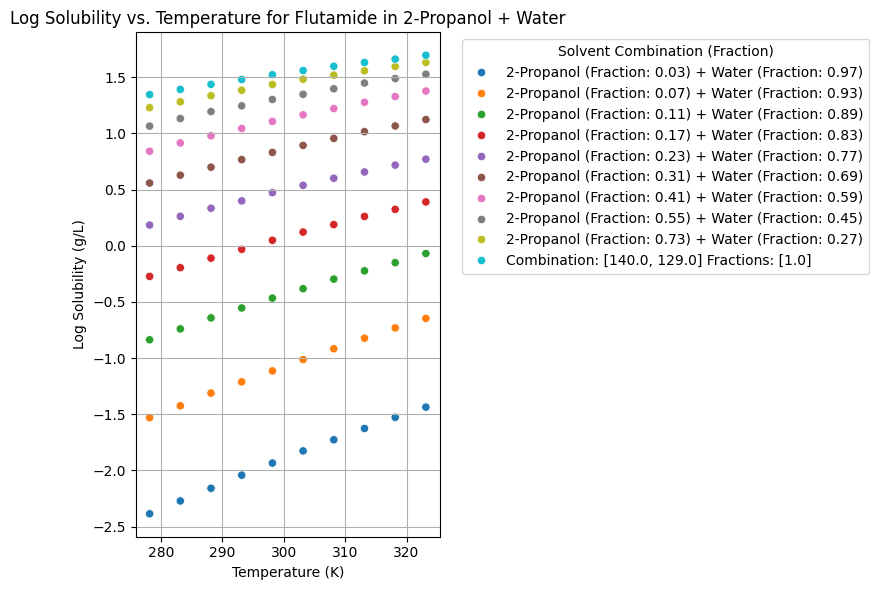 Log Solubility vs. Temperature for Flutamide in 2-Propanol + Water
Log Solubility (g/L)
1.5
1.0
0.5
0.0
−0.5
−1.0
−1.5
−2.0
−2.5
280
290
300
310
320
Temperature (K)
Solvent Combination (Fraction)
2-Propanol (Fraction: 0.03) + Water (Fraction: 0.97)
2-Propanol (Fraction: 0.07) + Water (Fraction: 0.93)
2-Propanol (Fraction: 0.11) + Water (Fraction: 0.89)
2-Propanol (Fraction: 0.17) + Water (Fraction: 0.83)
2-Propanol (Fraction: 0.23) + Water (Fraction: 0.77)
2-Propanol (Fraction: 0.31) + Water (Fraction: 0.69)
2-Propanol (Fraction: 0.41) + Water (Fraction: 0.59)
2-Propanol (Fraction: 0.55) + Water (Fraction: 0.45)
2-Propanol (Fraction: 0.73) + Water (Fraction: 0.27)
Combination: [140.0, 129.0] Fractions: [1.0]